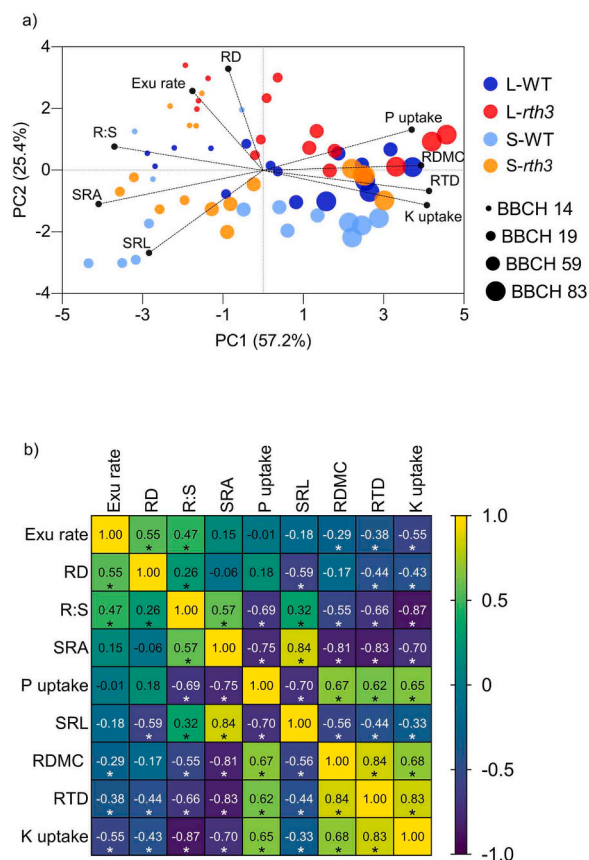 a)
4
2
0
-2
-4
PC2 (25.4%)
RD
Exu rate
R:S
SRA
SRL
P uptake
RDMC
RTD
K uptake
-5
-3
-1
1
3
5
PC1 (57.2%)
L-WT
L-rth3
S-WT
S-rth3
BBCH 14
BBCH 19
BBCH 59
BBCH 83
b)
Exu rate RD R:S SRA P uptake SRL RDMC RTD K uptake
Exu rate 1.00 0.55 0.47 0.15 -0.01 -0.18 -0.29 -0.38 -0.55
* * * * *
RD 0.55 1.00 0.26 -0.06 0.18 -0.59 -0.17 -0.44 -0.43
* * * * *
R:S 0.47 0.26 1.00 0.57 -0.69 0.32 -0.55 -0.66 -0.87
* * * * * * * *
SRA 0.15 -0.06 0.57 1.00 -0.75 0.84 -0.81 -0.83 -0.70
* * * * * *
P uptake -0.01 0.18 -0.69 -0.75 1.00 -0.70 0.67 0.62 0.65
* * * * * *
SRL -0.18 -0.59 0.32 0.84 -0.70 1.00 -0.56 -0.44 -0.33
* * * * * * *
RDMC -0.29 -0.17 -0.55 -0.81 0.67 -0.56 1.00 0.84 0.68
* * * * * * *
RTD -0.38 -0.44 -0.66 -0.83 0.62 -0.44 0.84 1.00 0.83
* * * * * * * *
K uptake -0.55 -0.43 -0.87 -0.70 0.65 -0.33 0.68 0.83 1.00
* * * * * * * *
1.0
0.5
0
-0.5
-1.0